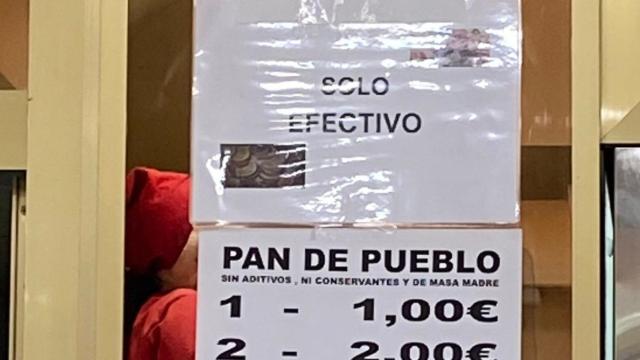 SOLO
EFECTIVO
PAN DE PUEBLO
SIN ADITIVOS , NI CONSERVANTES Y DE MASA MADRE
1 - 1,00€
2 - 2,00€